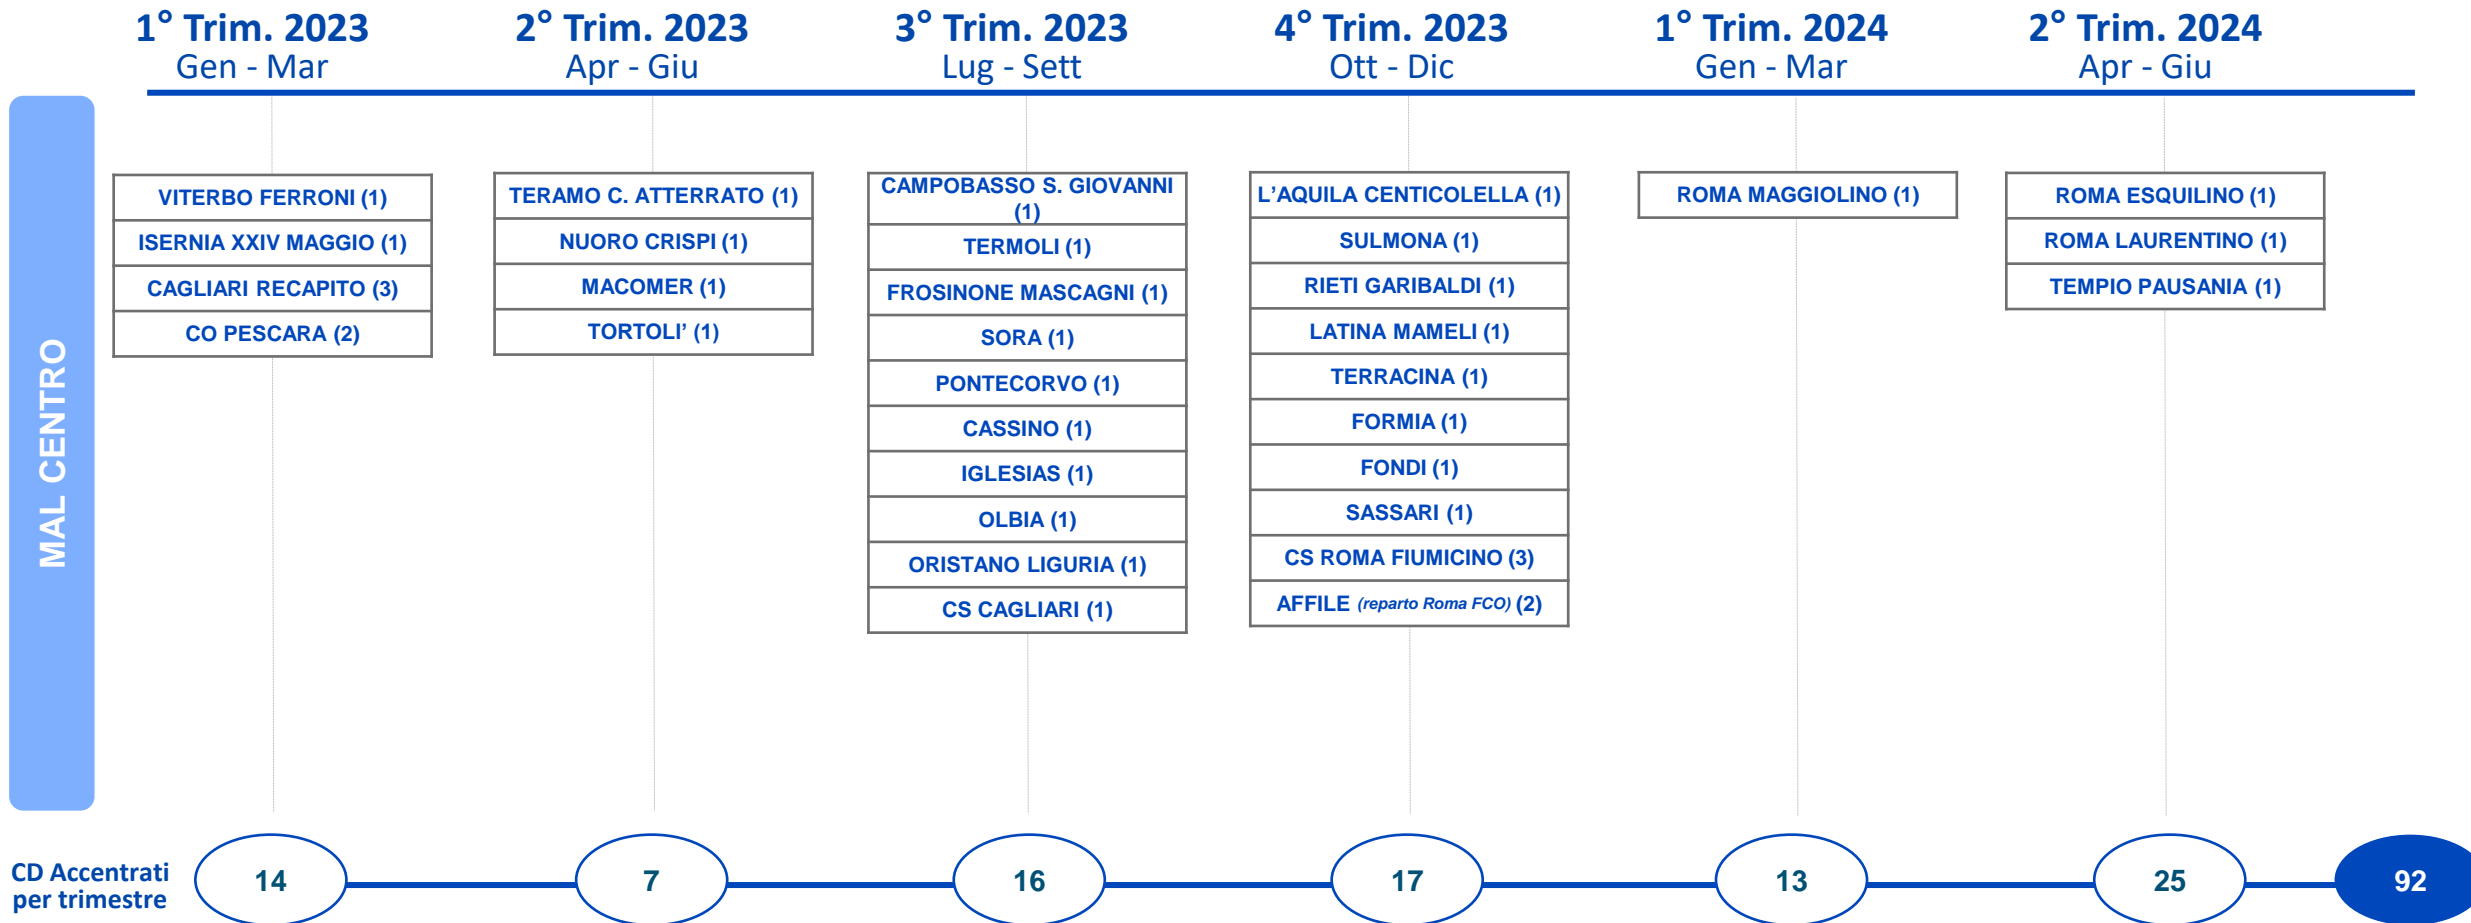 1° Trim. 2023
Gen - Mar
2° Trim. 2023
Apr - Giu
3° Trim. 2023
Lug - Sett
4° Trim. 2023
Ott - Dic
1° Trim. 2024
Gen - Mar
2° Trim. 2024
Apr - Giu
MAL CENTRO
VITERBO FERRONI (1)
ISERNIA XXIV MAGGIO (1)
CAGLIARI RECAPITO (3)
CO PESCARA (2)
TERAMO C. ATTERRATO (1)
NUORO CRISPI (1)
MACOMER (1)
TORTOLI’ (1)
CAMPOBASSO S. GIOVANNI
(1)
TERMOLI (1)
FROSINONE MASCAGNI (1)
SORA (1)
PONTECORVO (1)
CASSINO (1)
IGLESIAS (1)
OLBIA (1)
ORISTANO LIGURIA (1)
CS CAGLIARI (1)
L’AQUILA CENTICOLELLA (1)
SULMONA (1)
RIETI GARIBALDI (1)
LATINA MAMELI (1)
TERRACINA (1)
FORMIA (1)
FONDI (1)
SASSARI (1)
CS ROMA FIUMICINO (3)
AFFILE (reparto Roma FCO) (2)
ROMA MAGGIOLINO (1)
ROMA ESQUILINO (1)
ROMA LAURENTINO (1)
TEMPIO PAUSANIA (1)
CD Accentrati
per trimestre
14
7
16
17
13
25
92